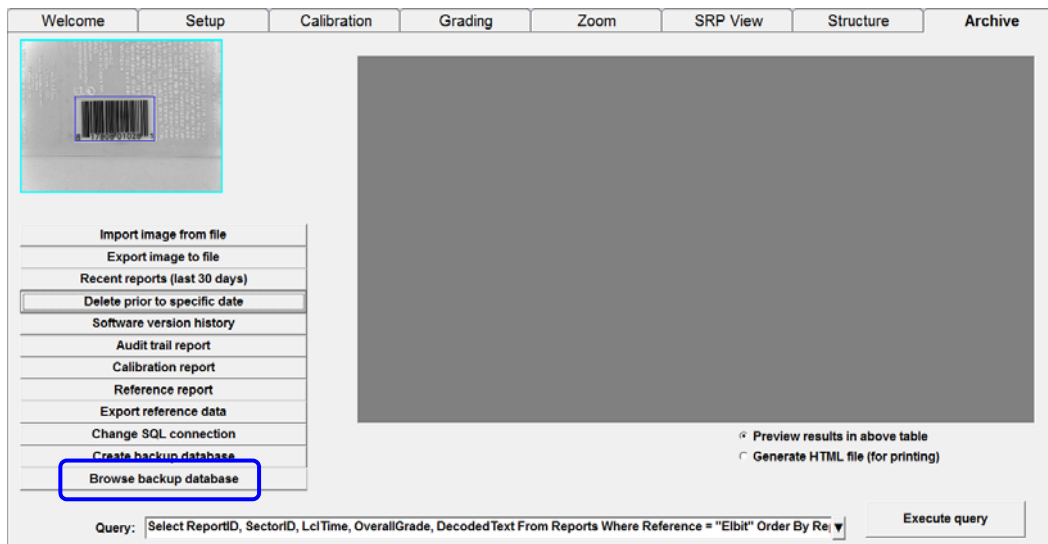 Welcome Setup Calibration Grading Zoom SRP View Structure Archive
Import image from file
Export image to file
Recent reports (last 30 days)
Delete prior to specific date
Software version history
Audit trail report
Calibration report
Reference report
Export reference data
Change SQL connection
Create backup database
Browse backup database
Preview results in above table
Generate HTML file (for printing)
Query: Select ReportID, SectorID, LclTime, OverallGrade, DecodedText From Reports Where Reference = "Elbit" Order By Re
Execute query